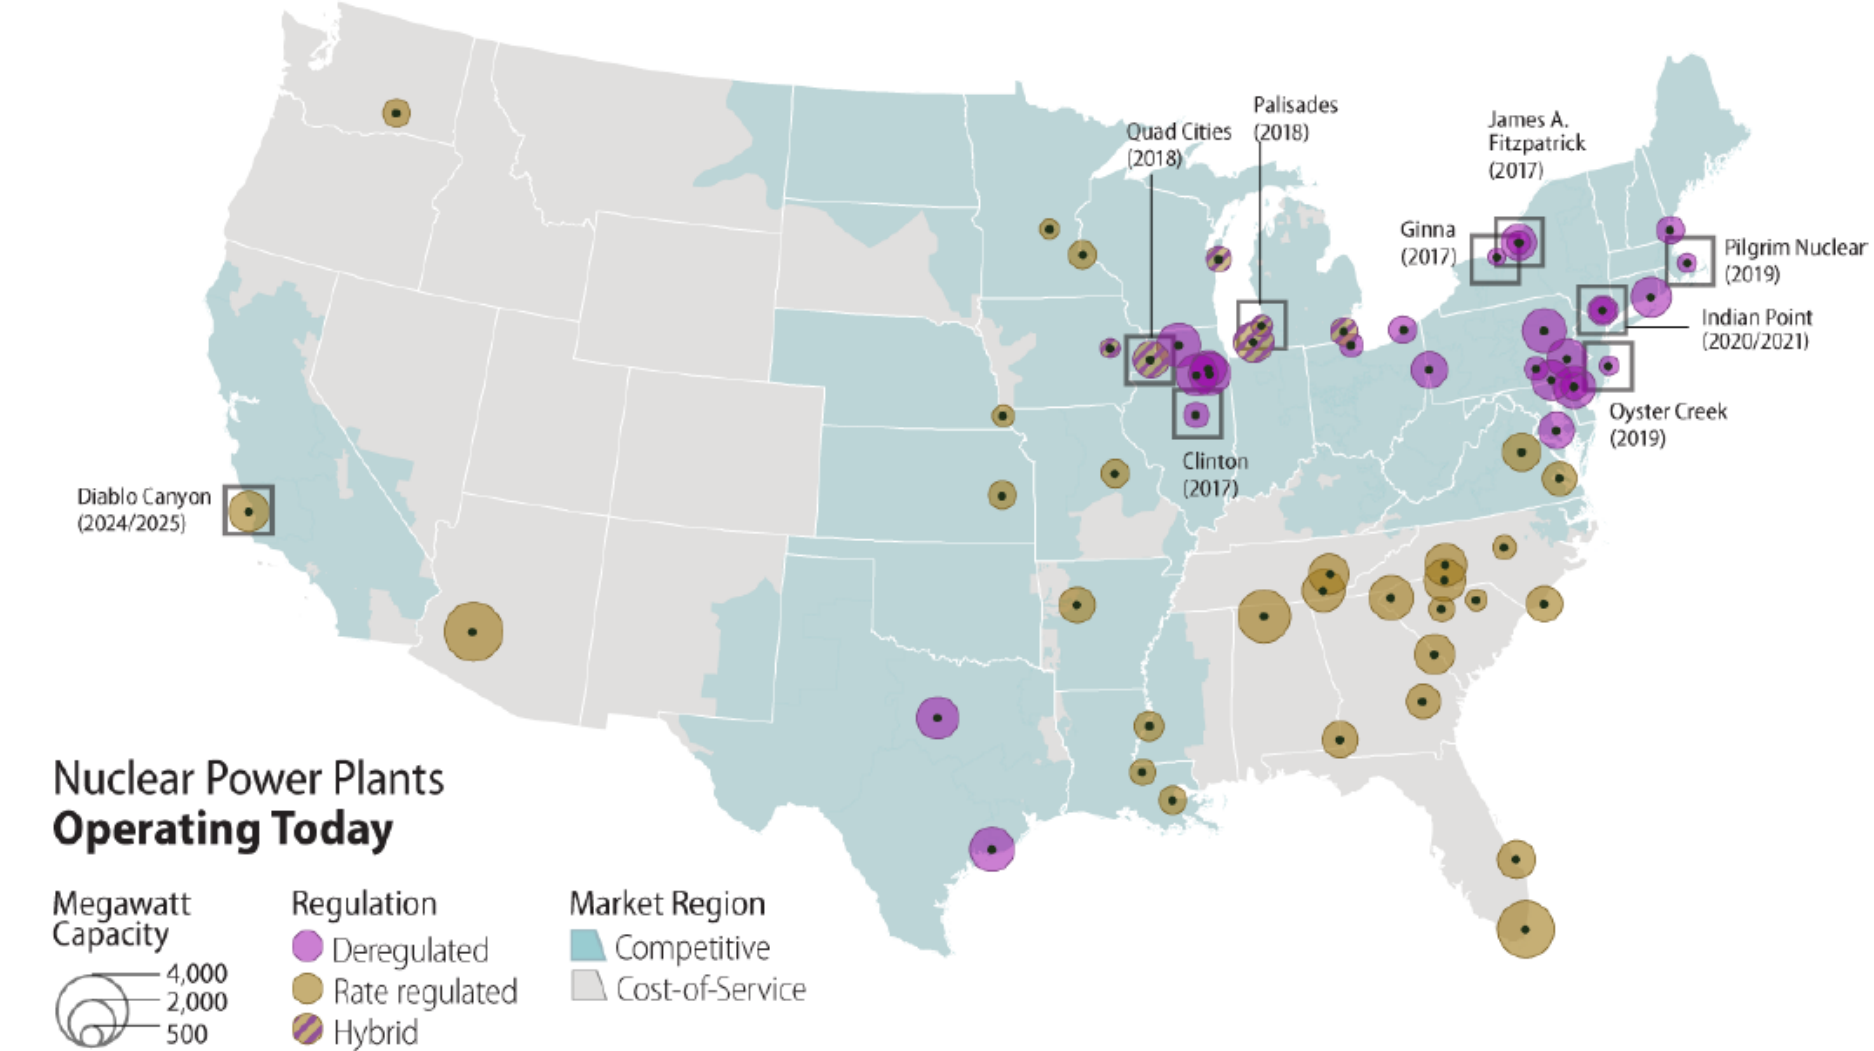 Palisades
(2018)
Quad Cities
(2018)
James A.
Fitzpatrick
(2017)
Ginna
(2017)
Pilgrim Nuclear
(2019)
Indian Point
(2020/2021)
Oyster Creek
(2019)
Clinton
(2017)
Diablo Canyon
(2024/2025)
Nuclear Power Plants
Operating Today
Megawatt
Capacity
4,000
2,000
500
Regulation
Deregulated
Rate regulated
Hybrid
Market Region
Competitive
Cost-of-Service